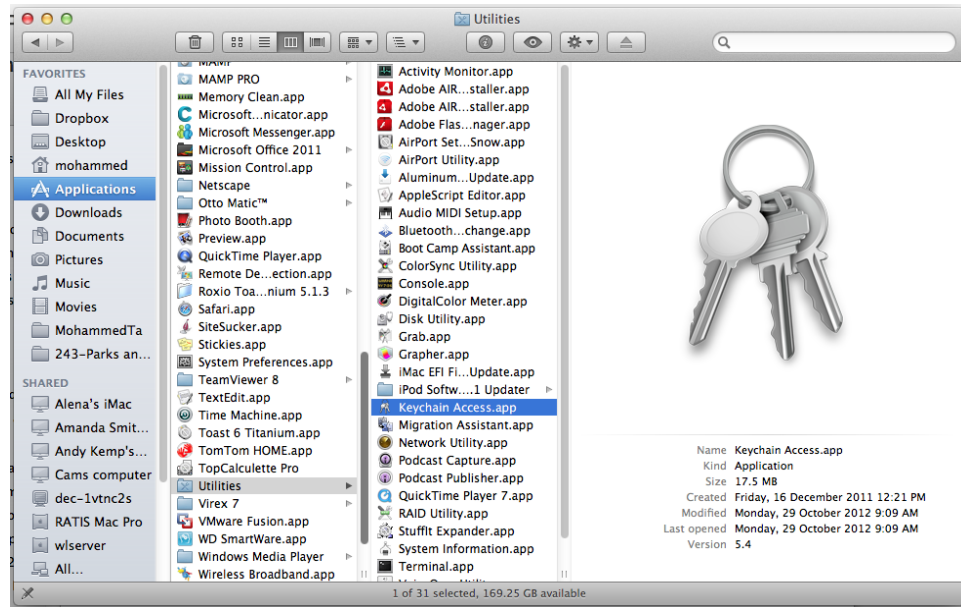 Utilities
FAVORITES
All My Files
Dropbox
Desktop
mohammed
Applications
Downloads
Documents
Pictures
Music
Movies
MohammedTa
243-Parks an...
SHARED
Alena's iMac
Amanda Smit...
Andy Kemp's...
Cams computer
dec-1vtnc2s
RATIS Mac Pro
wlserver
All...
MAMP
MAMP PRO
Memory Clean.app
Microsoft...nicator.app
Microsoft Messenger.app
Microsoft Office 2011
Mission Control.app
Netscape
Otto Matic™
Photo Booth.app
Preview.app
QuickTime Player.app
Remote De...ection.app
Roxio Toa...nium 5.1.3
Safari.app
SiteSucker.app
Stickies.app
System Preferences.app
TeamViewer 8
TextEdit.app
Time Machine.app
Toast 6 Titanium.app
TomTom HOME.app
TopCalculette Pro
Utilities
Virex 7
VMware Fusion.app
WD SmartWare.app
Windows Media Player
Wireless Broadband.app
Activity Monitor.app
Adobe AIR...staller.app
Adobe AIR...staller.app
Adobe Flas...nager.app
AirPort Set...Snow.app
AirPort Utility.app
Aluminum...Update.app
AppleScript Editor.app
Audio MIDI Setup.app
Bluetooth...change.app
Boot Camp Assistant.app
ColorSync Utility.app
Console.app
DigitalColor Meter.app
Disk Utility.app
Grab.app
Grapher.app
iMac EFI Fi...Update.app
iPod Softw....1 Updater
Keychain Access.app
Migration Assistant.app
Network Utility.app
Podcast Capture.app
Podcast Publisher.app
QuickTime Player 7.app
RAID Utility.app
StuffIt Expander.app
System Information.app
Terminal.app
Name Keychain Access.app
Kind Application
Size 17.5 MB
Created Friday, 16 December 2011 12:21 PM
Modified Monday, 29 October 2012 9:09 AM
Last opened Monday, 29 October 2012 9:09 AM
Version 5.4
1 of 31 selected, 169.25 GB available